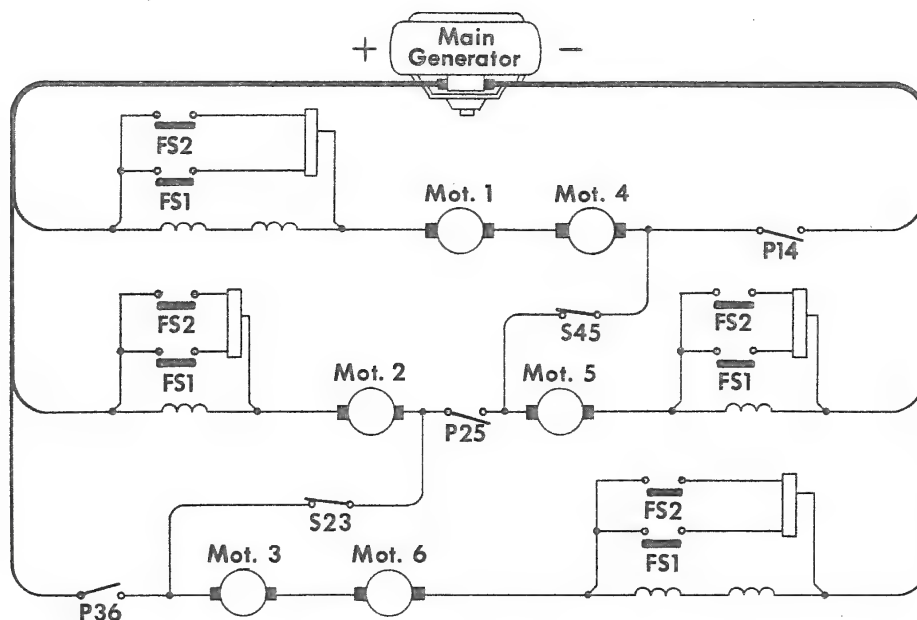 + Main Generator −
FS2
FS1
Mot. 1 Mot. 4
P14
FS2
FS1
S45
FS2
FS1
Mot. 2 Mot. 5
P25
S23
FS2
FS1
Mot. 3 Mot. 6
P36